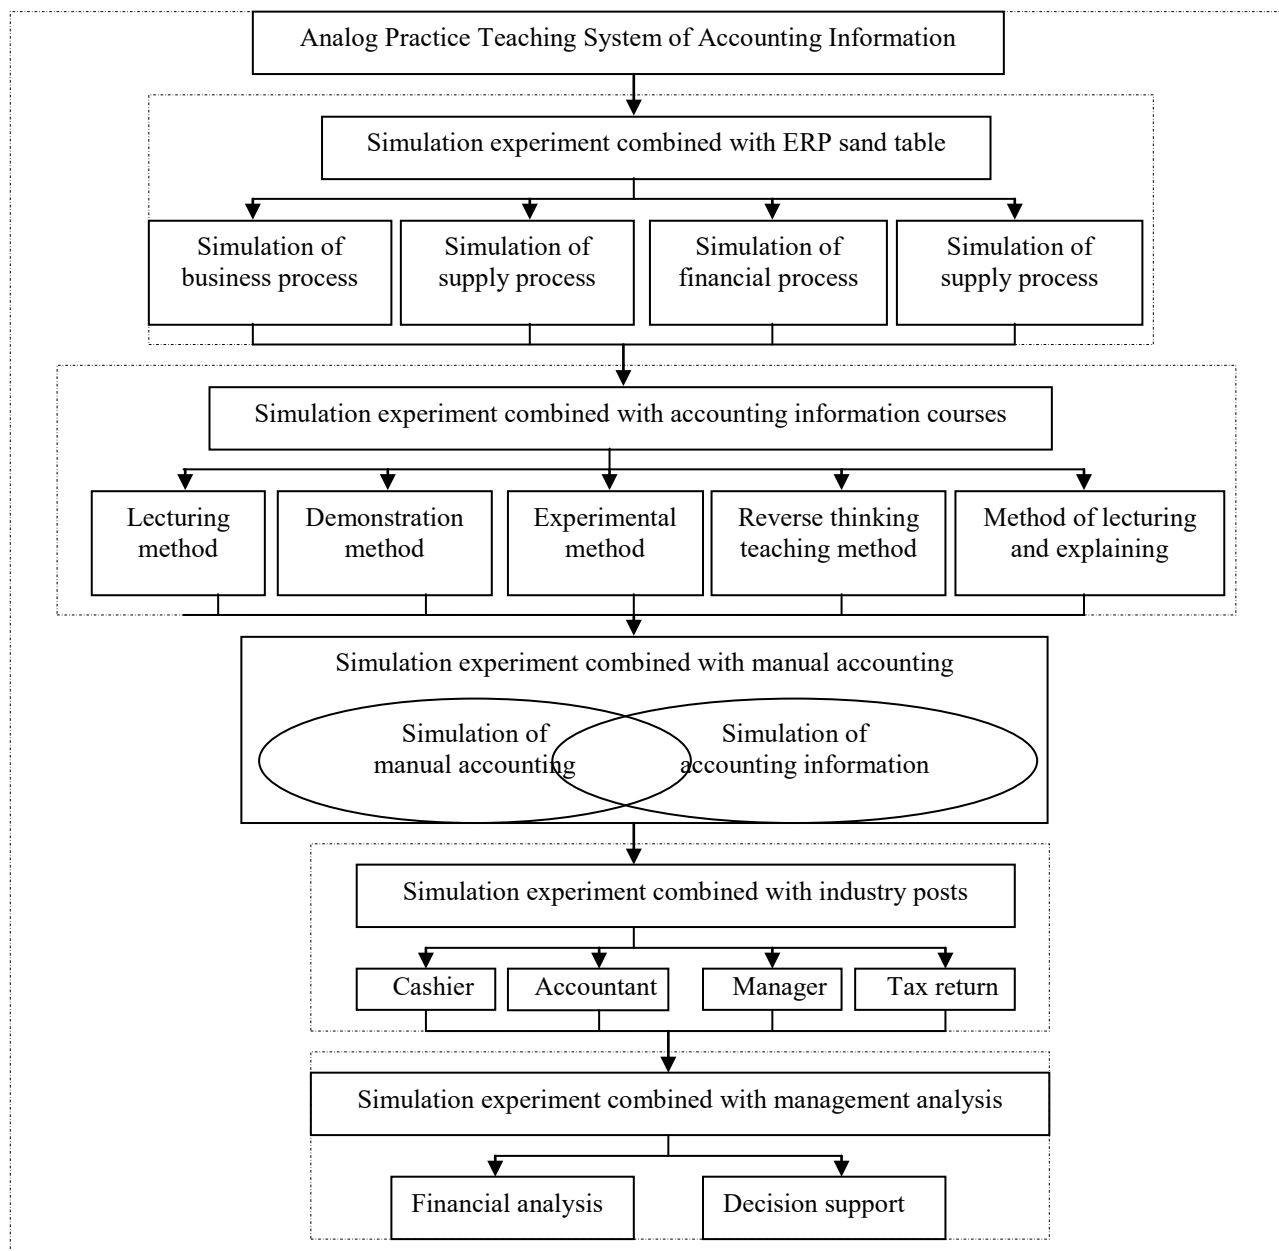 Analog Practice Teaching System of Accounting Information
Simulation experiment combined with ERP sand table
Simulation of
business process
Simulation of
supply process
Simulation of
financial process
Simulation of
supply process
Simulation experiment combined with accounting information courses
Lecturing
method
Demonstration
method
Experimental
method
Reverse thinking
teaching method
Method of lecturing
and explaining
Simulation experiment combined with manual accounting
Simulation of
manual accounting
Simulation of
accounting information
Simulation experiment combined with industry posts
Cashier
Accountant
Manager
Tax return
Simulation experiment combined with management analysis
Financial analysis
Decision support